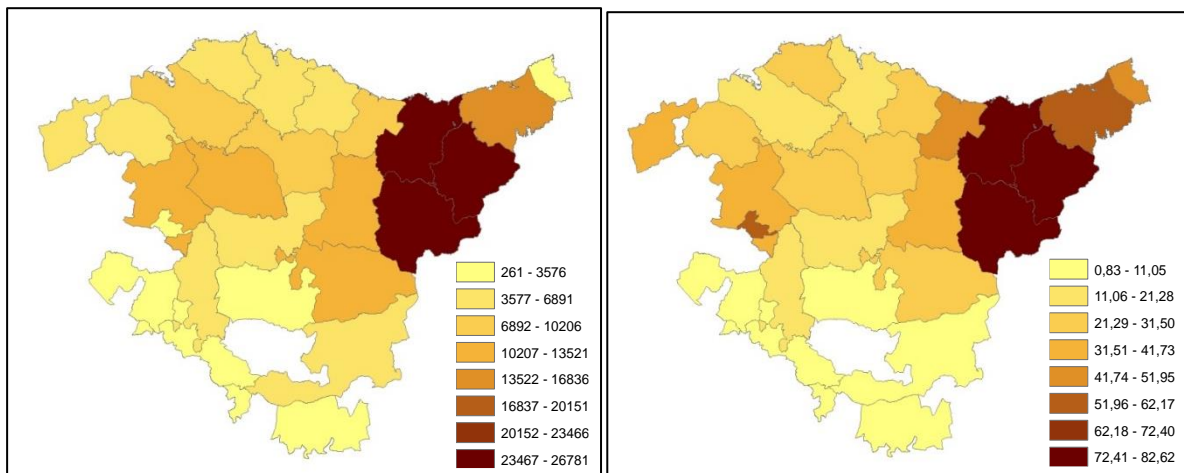 261 - 3576
3577 - 6891
6892 - 10206
10207 - 13521
13522 - 16836
16837 - 20151
20152 - 23466
23467 - 26781
0,83 - 11,05
11,06 - 21,28
21,29 - 31,50
31,51 - 41,73
41,74 - 51,95
51,96 - 62,17
62,18 - 72,40
72,41 - 82,62